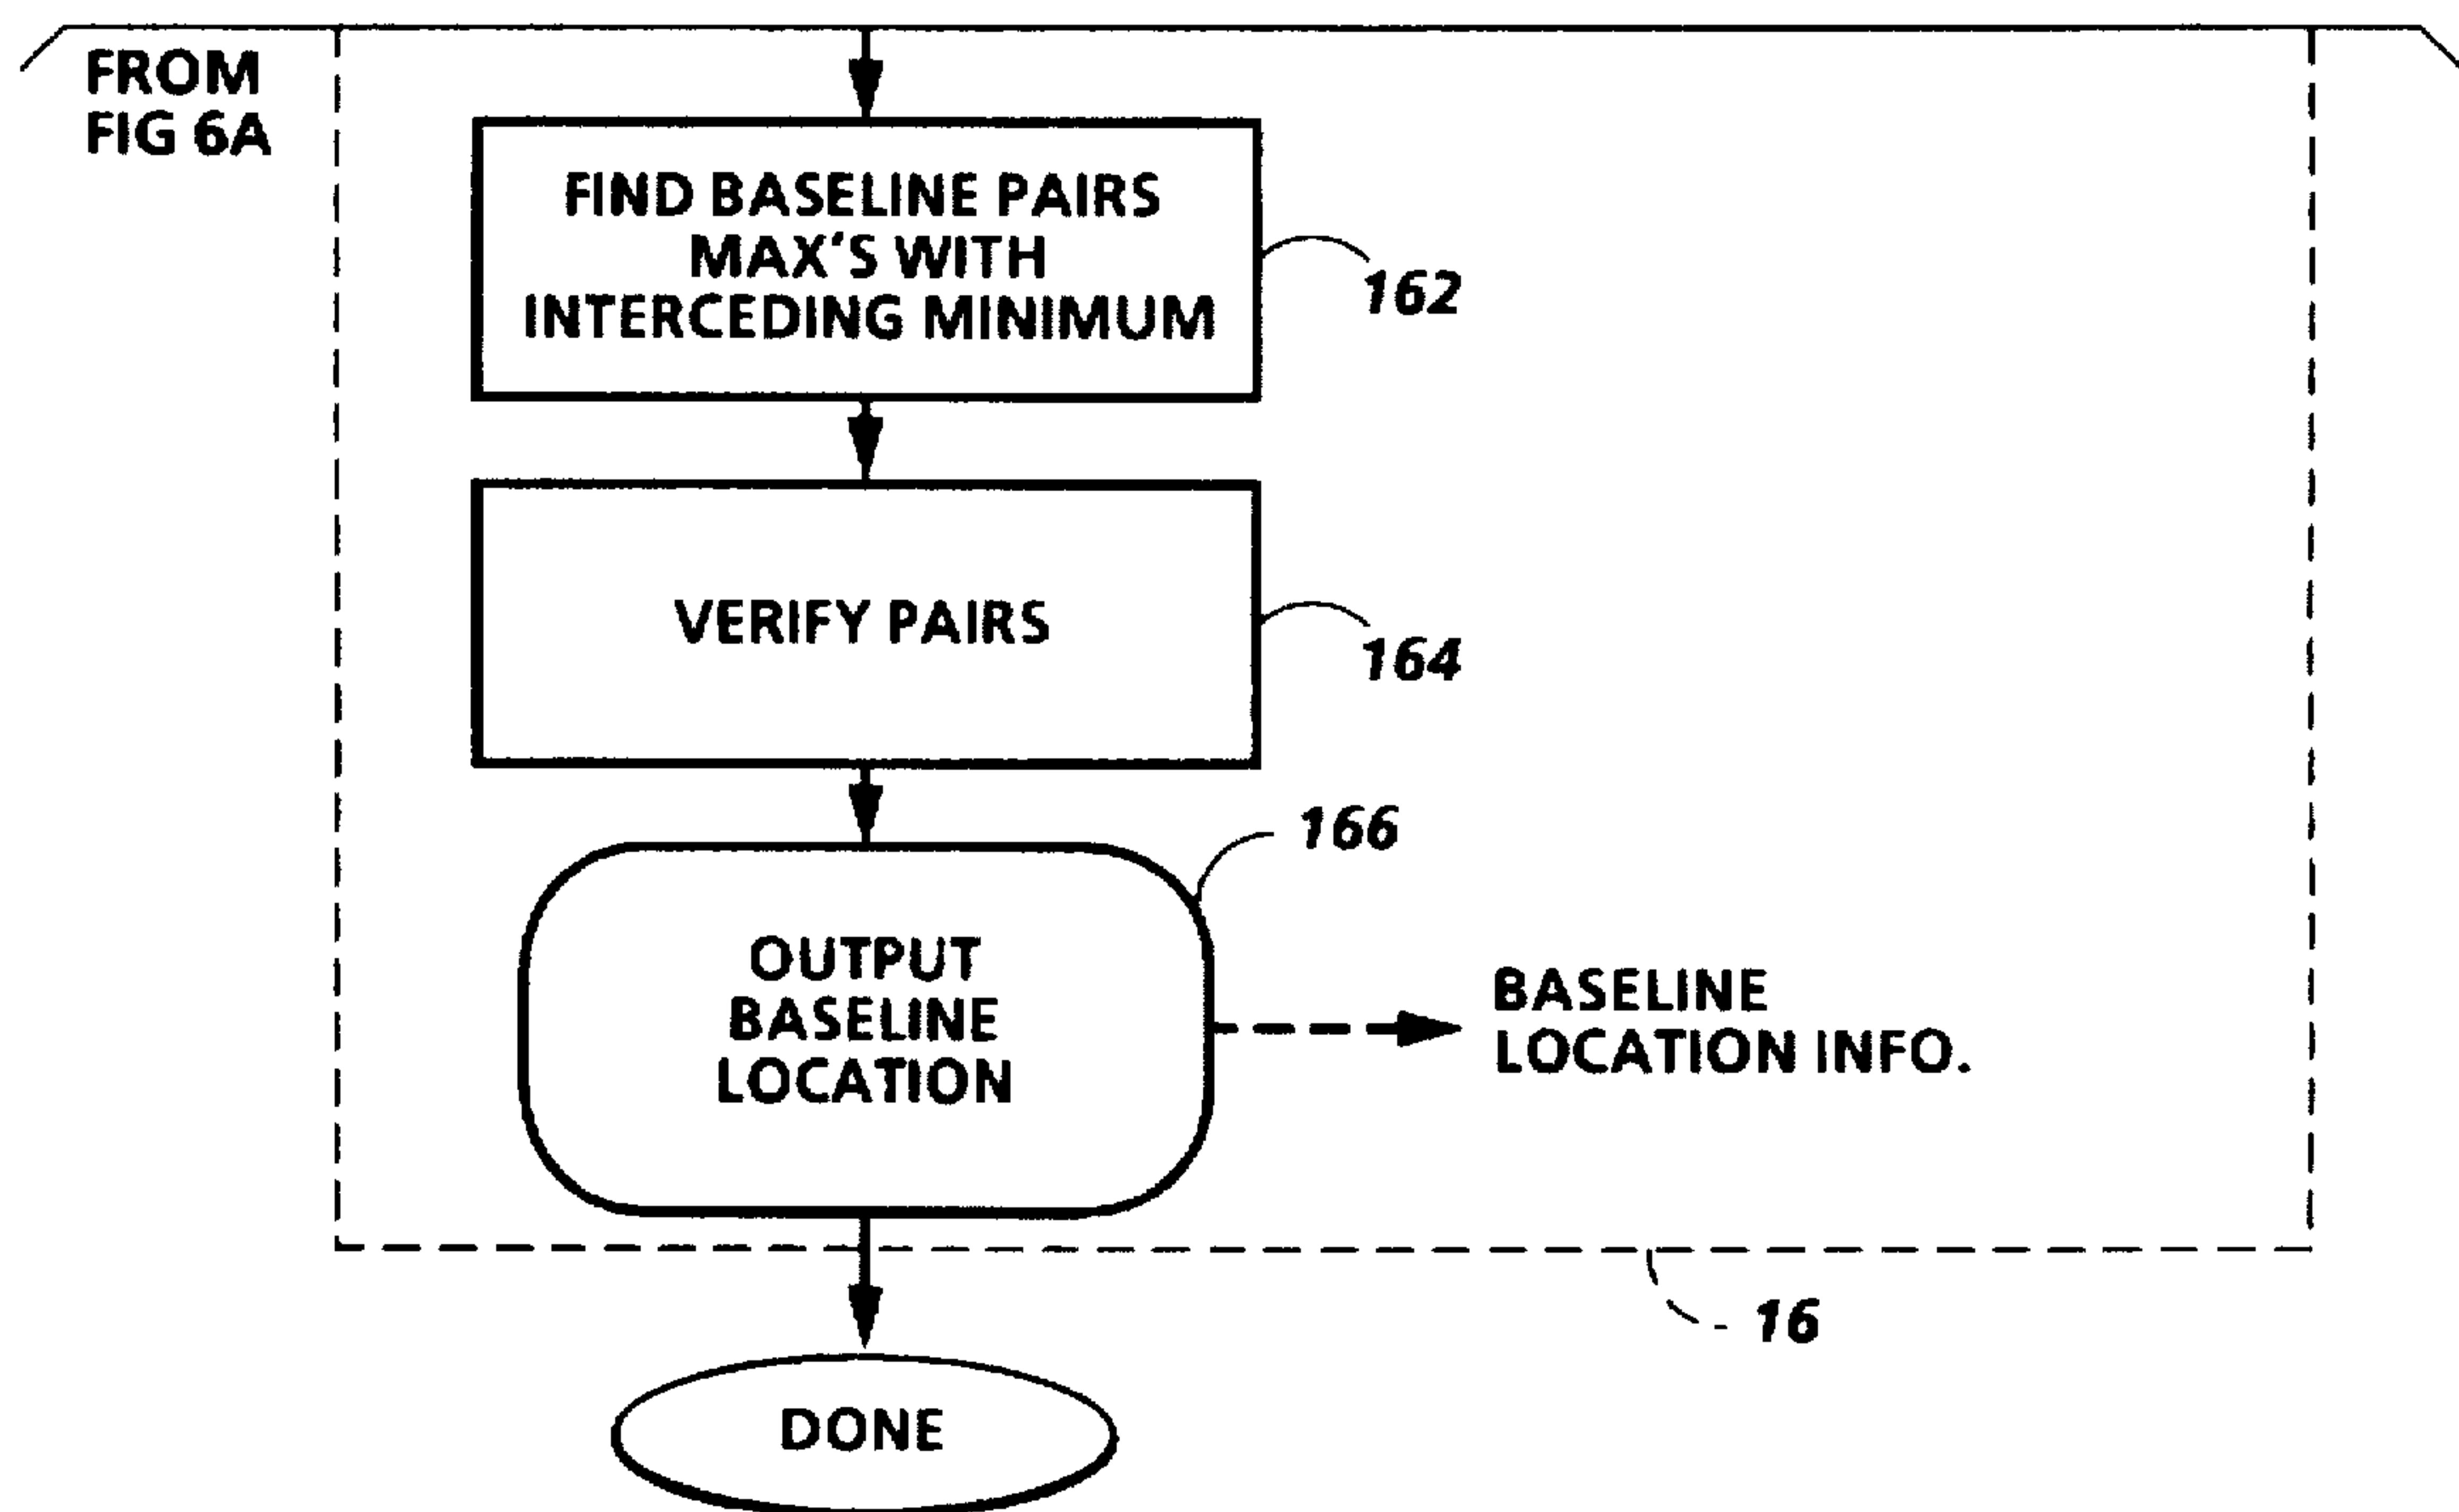 FROM
FIG 6A
FIND BASELINE PAIRS
MAX'S WITH
INTERCEDING MINIMUM
162
VERIFY PAIRS
164
166
OUTPUT
BASELINE
LOCATION
BASELINE
LOCATION INFO.
16
DONE